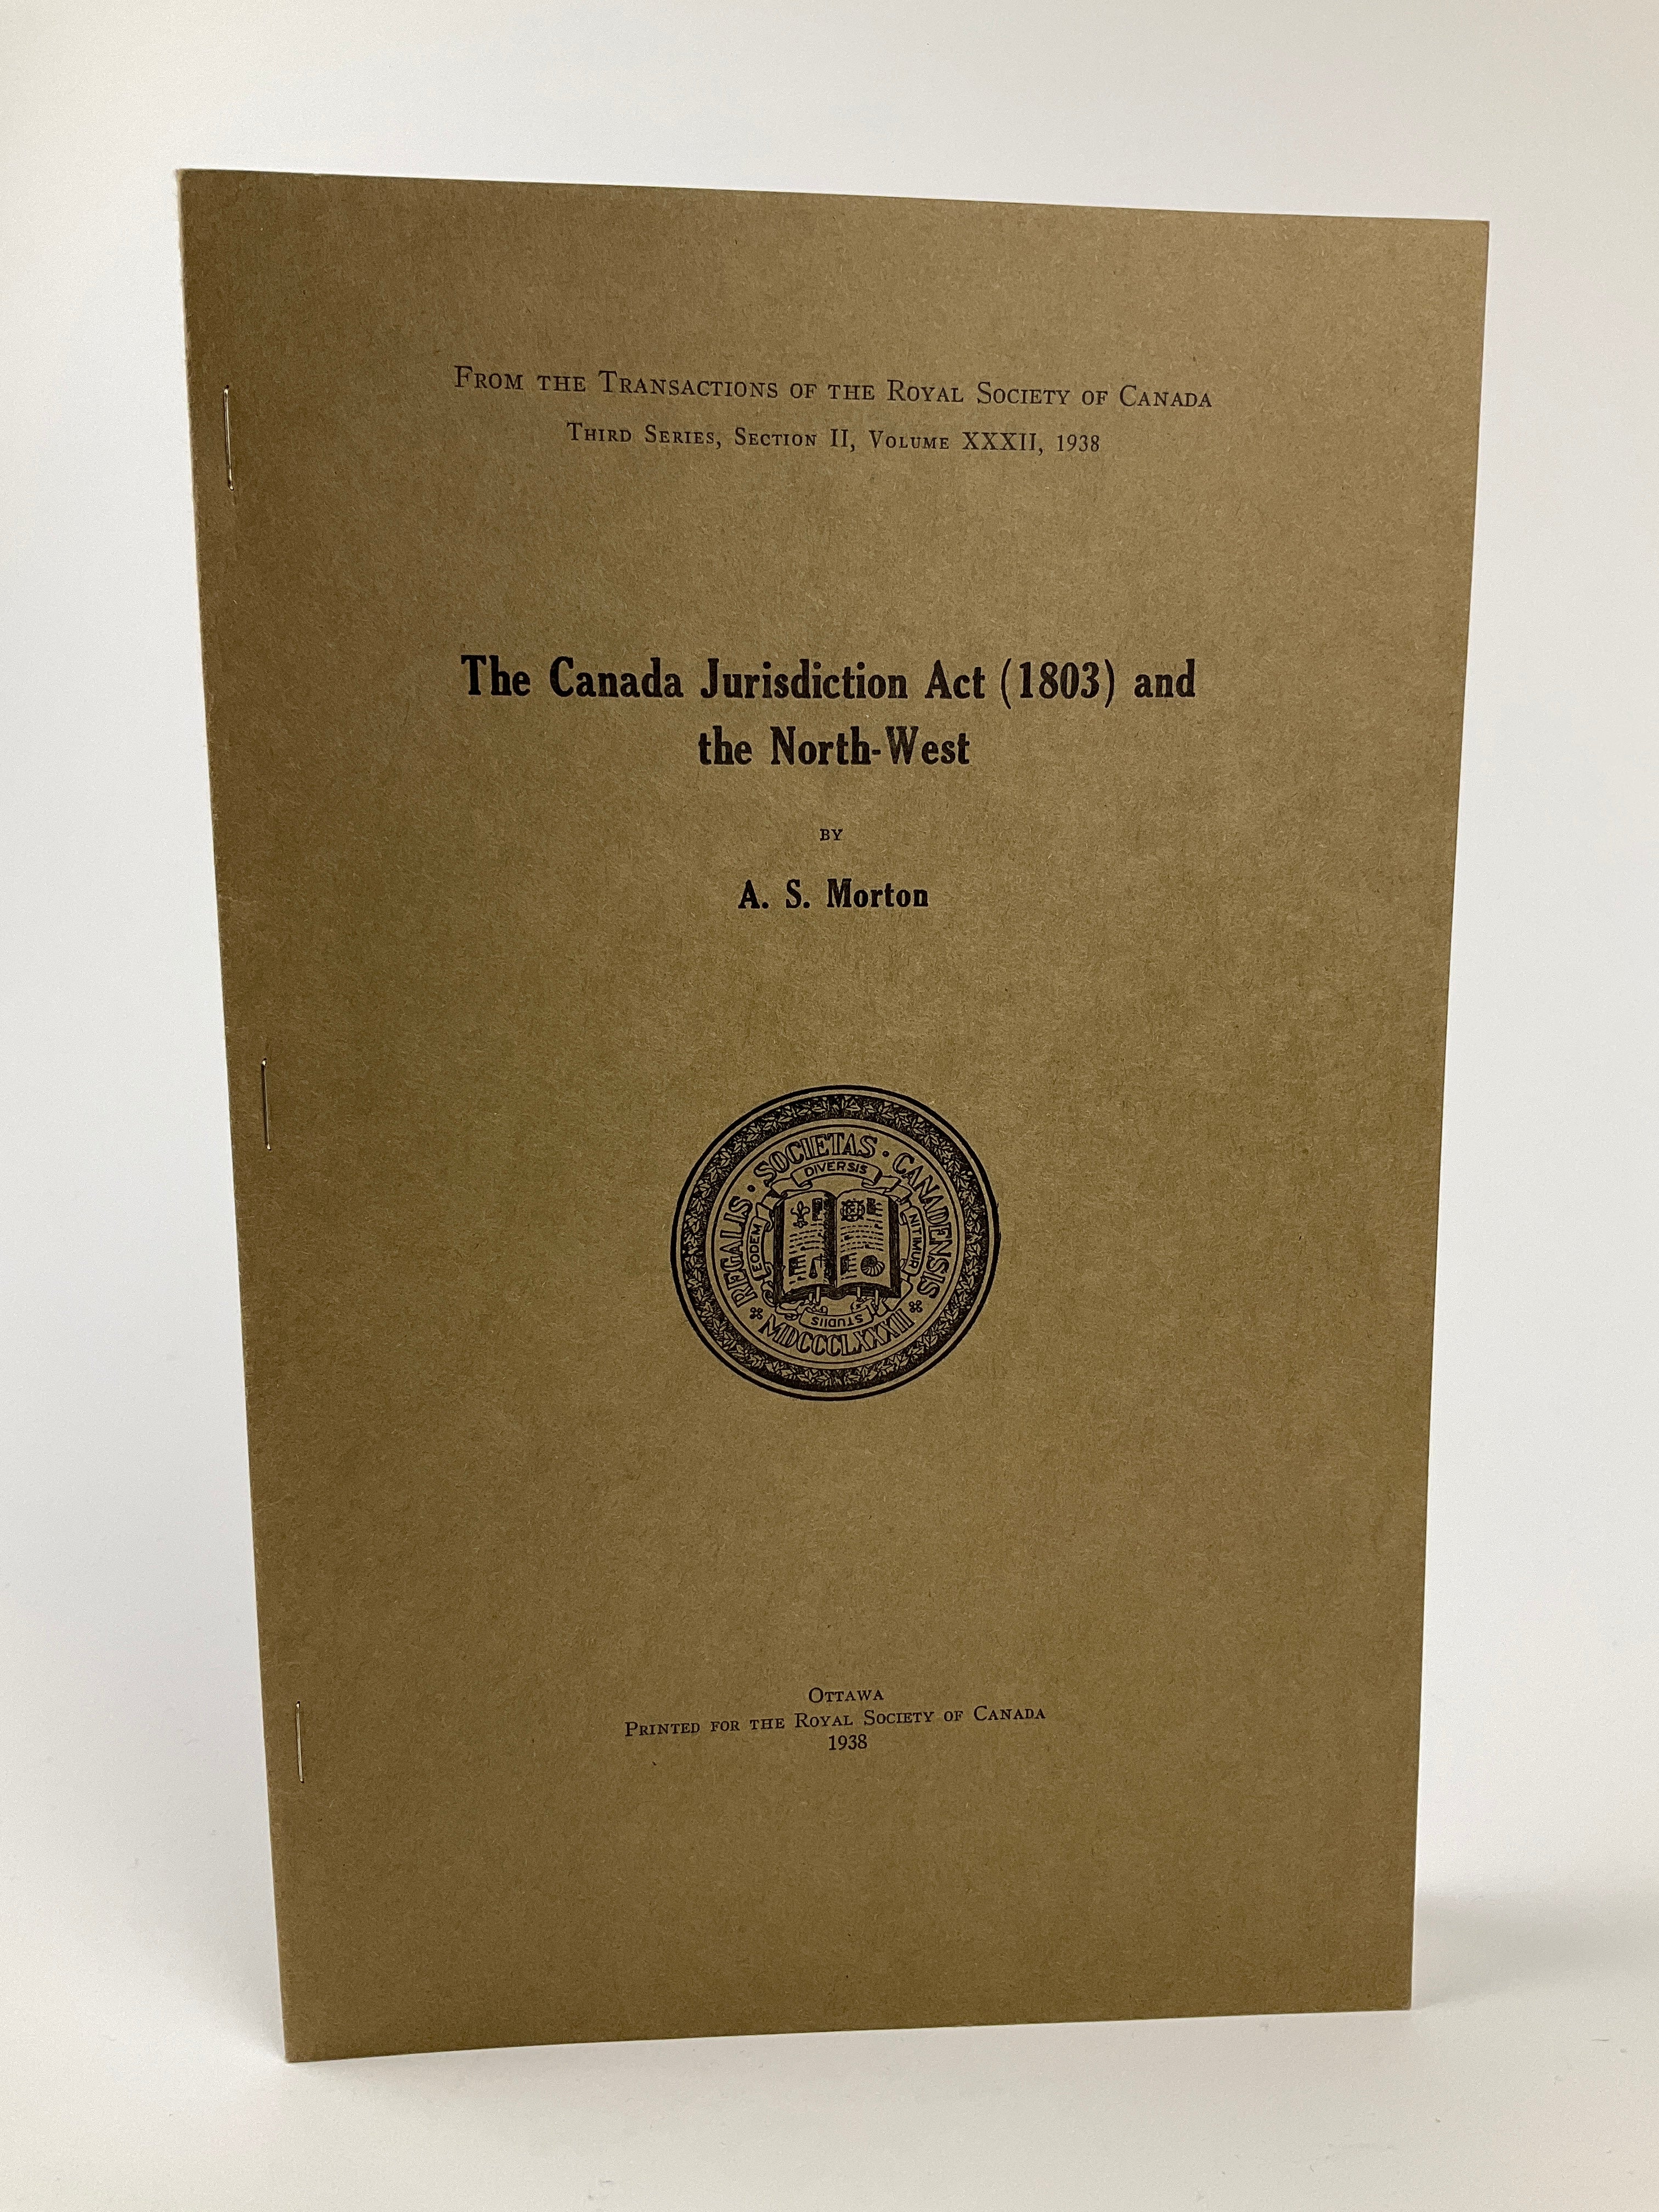 From the Transactions of the Royal Society of Canada
Third Series, Section II, Volume XXXII, 1938
The Canada Jurisdiction Act (1803) and
the North-West
BY
A. S. Morton
REGALIS · SOCIETAS · CANADENSIS
EODEM
DIVERSIS
NITIMUR
STUDIIS
MDCCCLXXXII
Ottawa
Printed for the Royal Society of Canada
1938